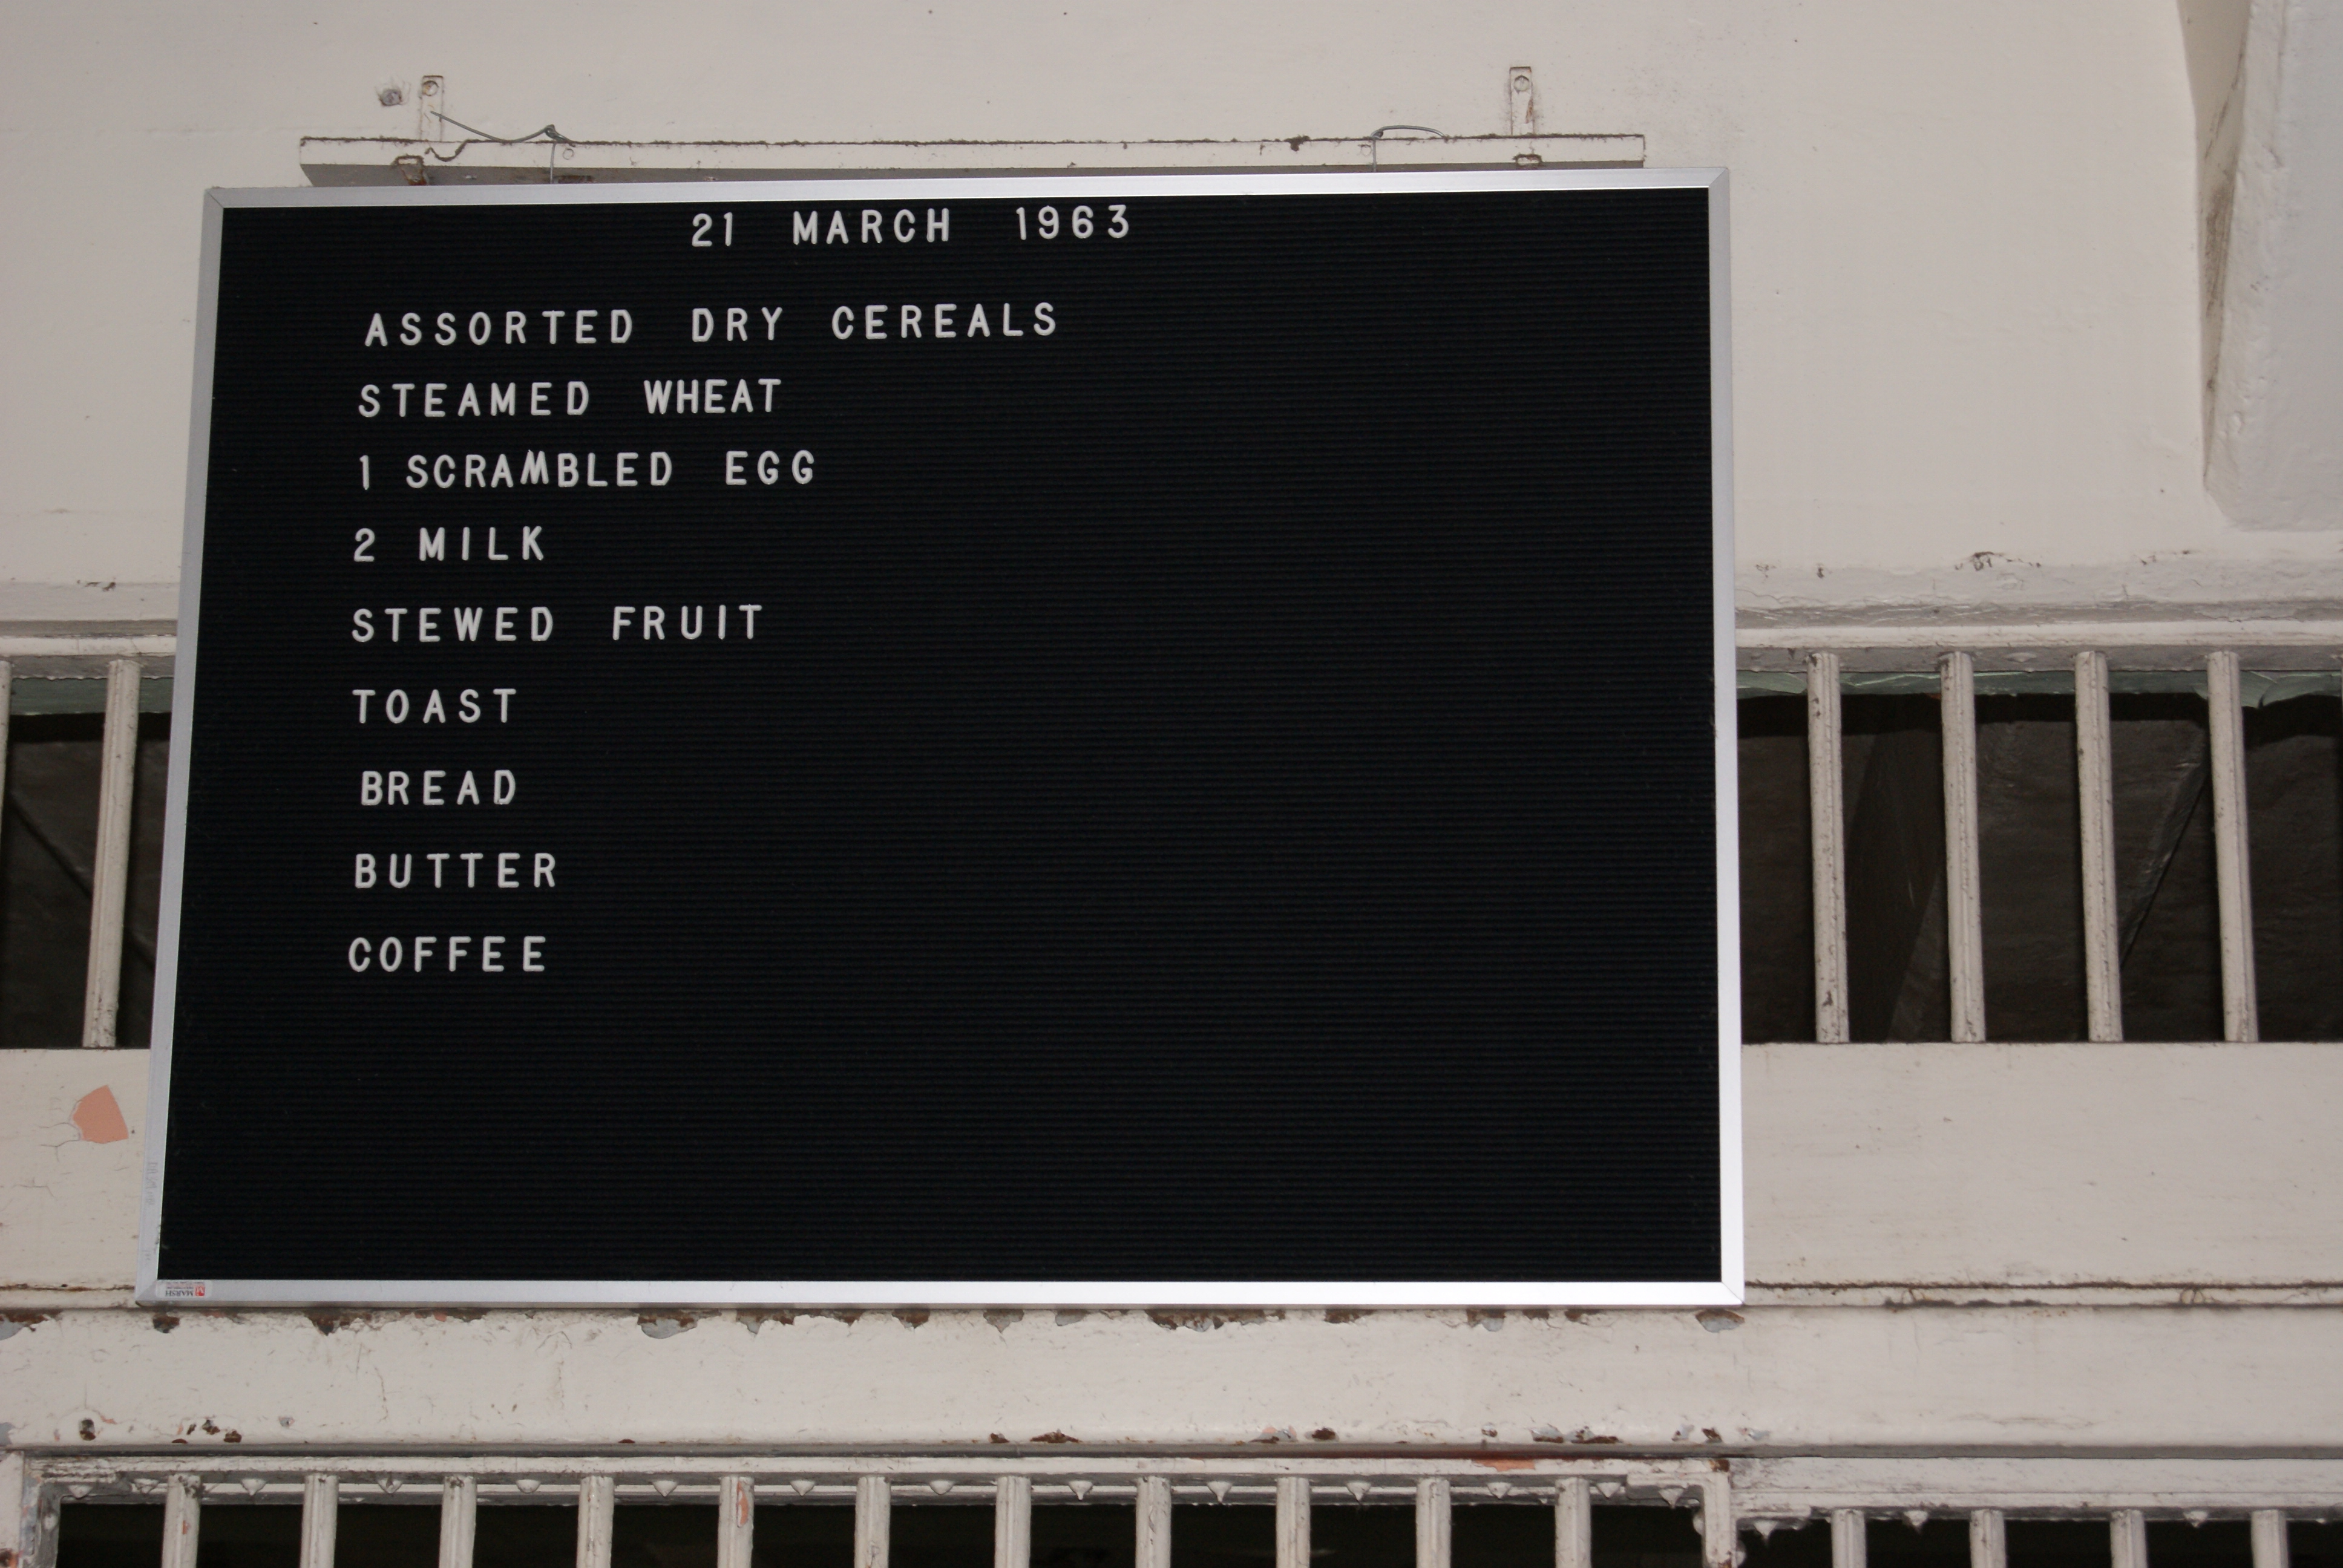 21 MARCH 1963
ASSORTED DRY CEREALS
STEAMED WHEAT
1 SCRAMBLED EGG
2 MILK
STEWED FRUIT
TOAST
BREAD
BUTTER
COFFEE
MARSH